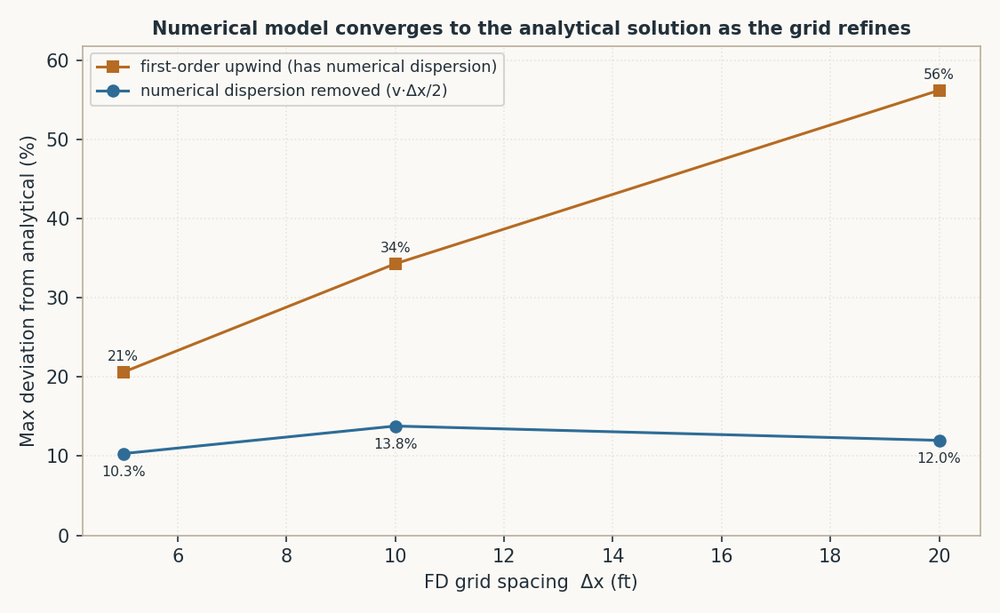 Numerical model converges to the analytical solution as the grid refines
first-order upwind (has numerical dispersion)
numerical dispersion removed (v·Δx/2)
Max deviation from analytical (%)
60
50
40
30
20
10
0
56%
34%
21%
10.3%
13.8%
12.0%
6 8 10 12 14 16 18 20
FD grid spacing  Δx (ft)